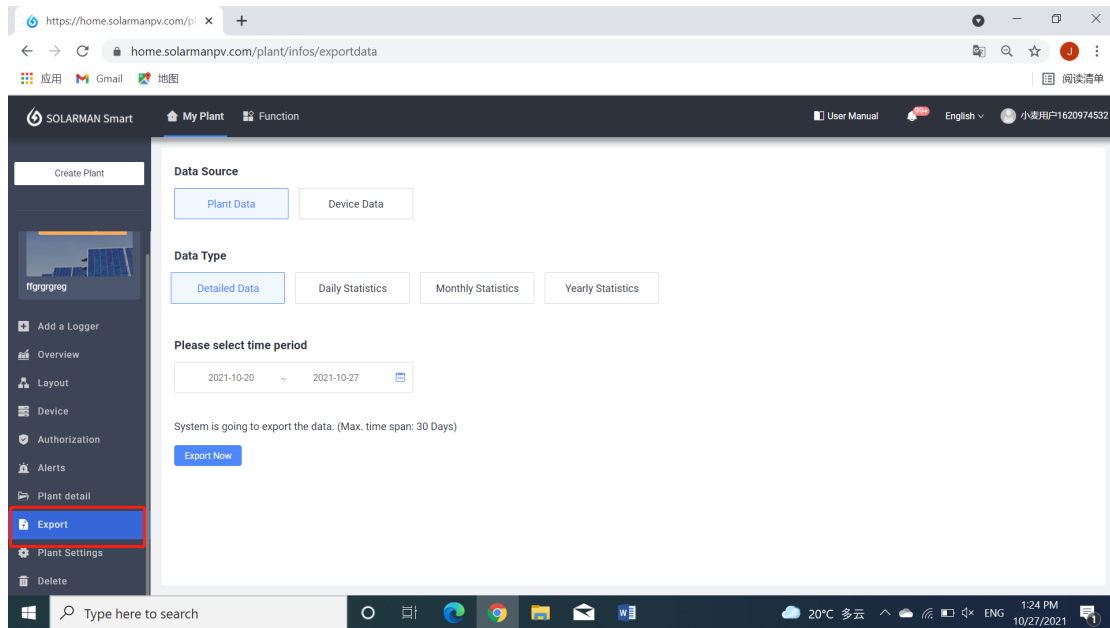 https://home.solarmanpv.com/pl
home.solarmanpv.com/plant/infos/exportdata
J
应用 Gmail 地图
阅读清单
SOLARMAN Smart
My Plant Function
User Manual 99+ English 小麦用户1620974532
Create Plant
ffgrgrgreg
Add a Logger
Overview
Layout
Device
Authorization
Alerts
Plant detail
Export
Plant Settings
Delete
Data Source
Plant Data Device Data
Data Type
Detailed Data Daily Statistics Monthly Statistics Yearly Statistics
Please select time period
2021-10-20 ~ 2021-10-27
System is going to export the data. (Max. time span: 30 Days)
Export Now
Type here to search
W
20°C 多云 ENG 1:24 PM
10/27/2021
1